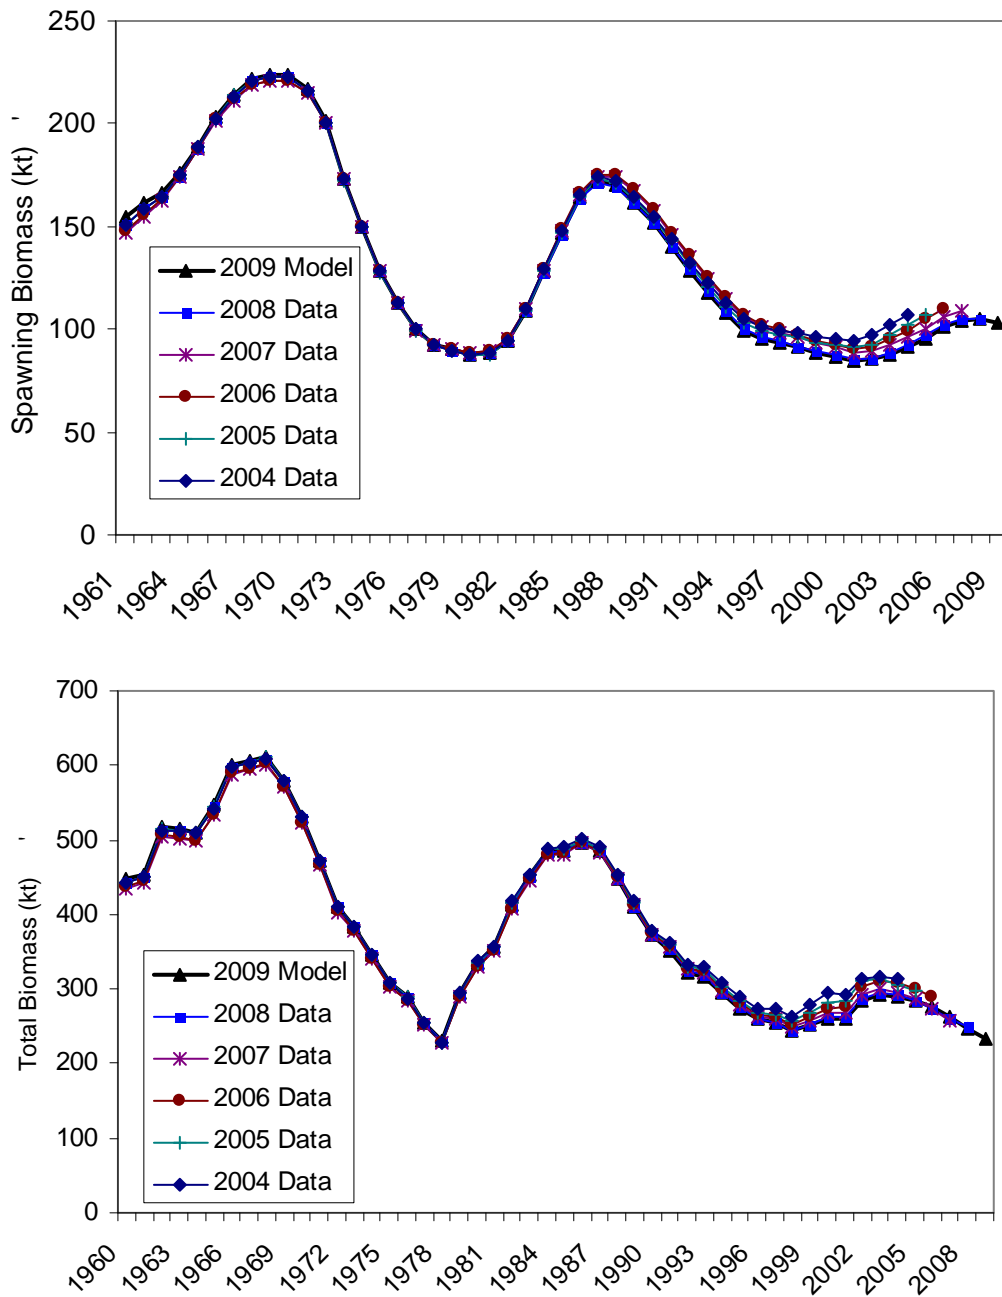 250
200
150
100
50
0
Spawning Biomass (kt) '
2009 Model
2008 Data
2007 Data
2006 Data
2005 Data
2004 Data
1961 1964 1967 1970 1973 1976 1979 1982 1985 1988 1991 1994 1997 2000 2003 2006 2009
700
600
500
400
300
200
100
0
Total Biomass (kt) '
2009 Model
2008 Data
2007 Data
2006 Data
2005 Data
2004 Data
1960 1963 1966 1969 1972 1975 1978 1981 1984 1987 1990 1993 1996 1999 2002 2005 2008